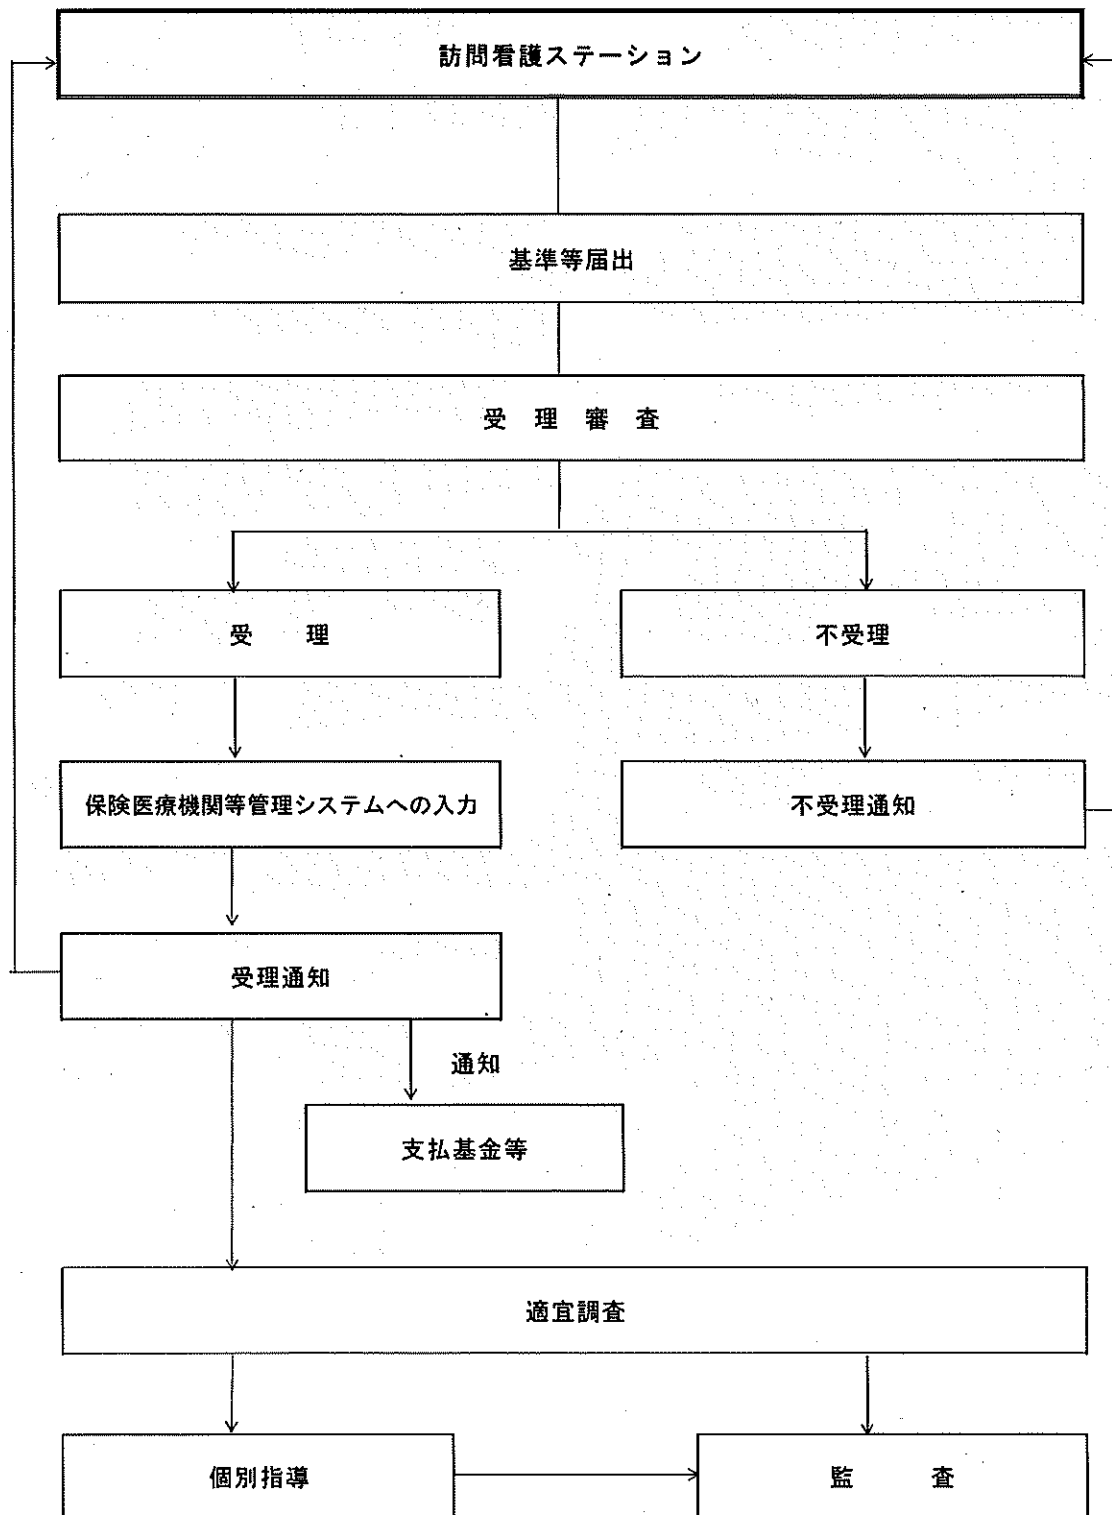 訪問看護ステーション
基準等届出
受　理　審　査
受　　理
不受理
保険医療機関等管理システムへの入力
不受理通知
受理通知
通知
支払基金等
適宜調査
個別指導
監　　　査